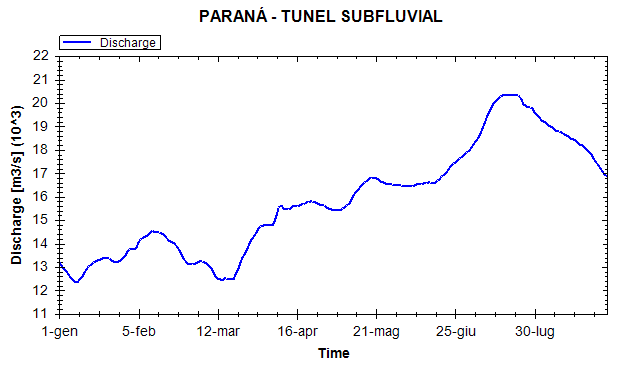 PARANÁ - TUNEL SUBFLUVIAL
Discharge
22
21
20
19
18
17
16
15
14
13
12
11
Discharge [m3/s] (10^3)
1-gen 5-feb 12-mar 16-apr 21-mag 25-giu 30-lug
Time